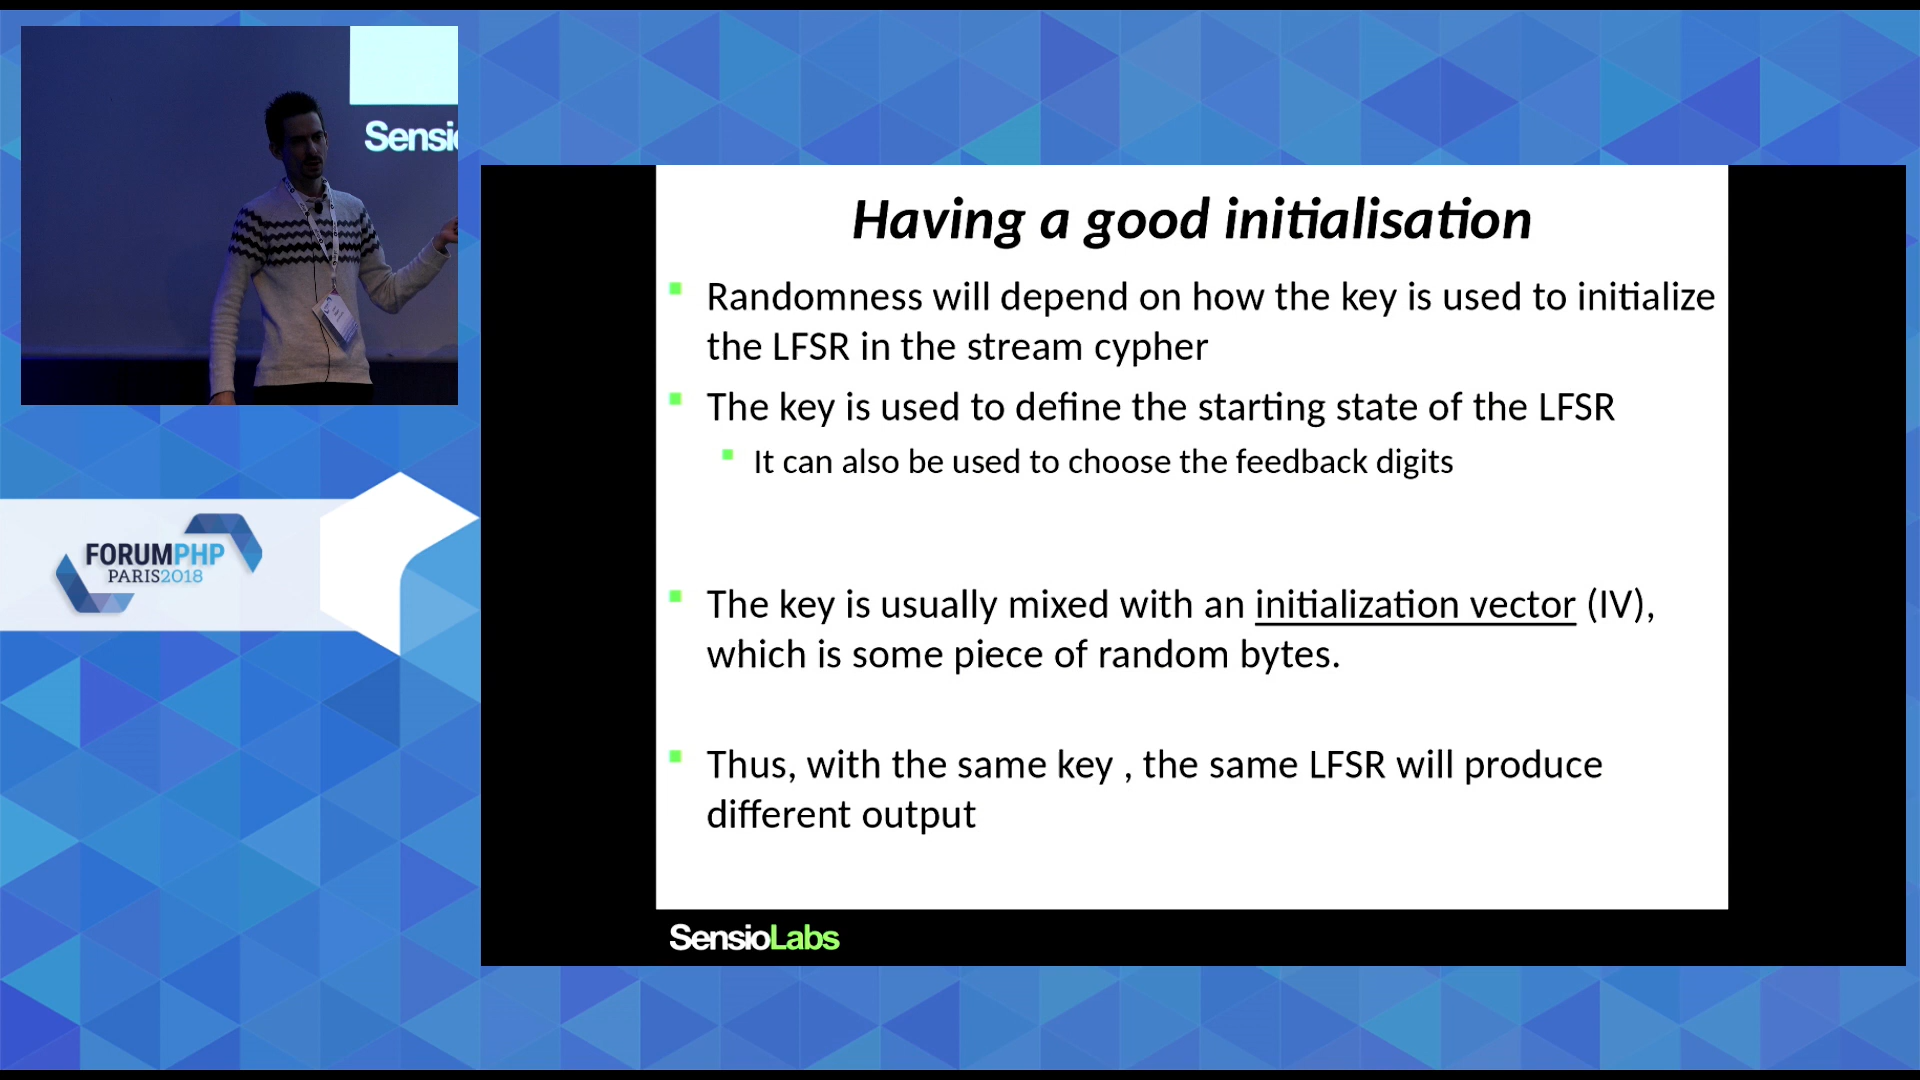 Sensi
Having a good initialisation
Randomness will depend on how the key is used to initialize
the LFSR in the stream cypher
The key is used to define the starting state of the LFSR
It can also be used to choose the feedback digits
The key is usually mixed with an initialization vector (IV),
which is some piece of random bytes.
Thus, with the same key , the same LFSR will produce
different output
SensioLabs
FORUMPHP
PARIS2018